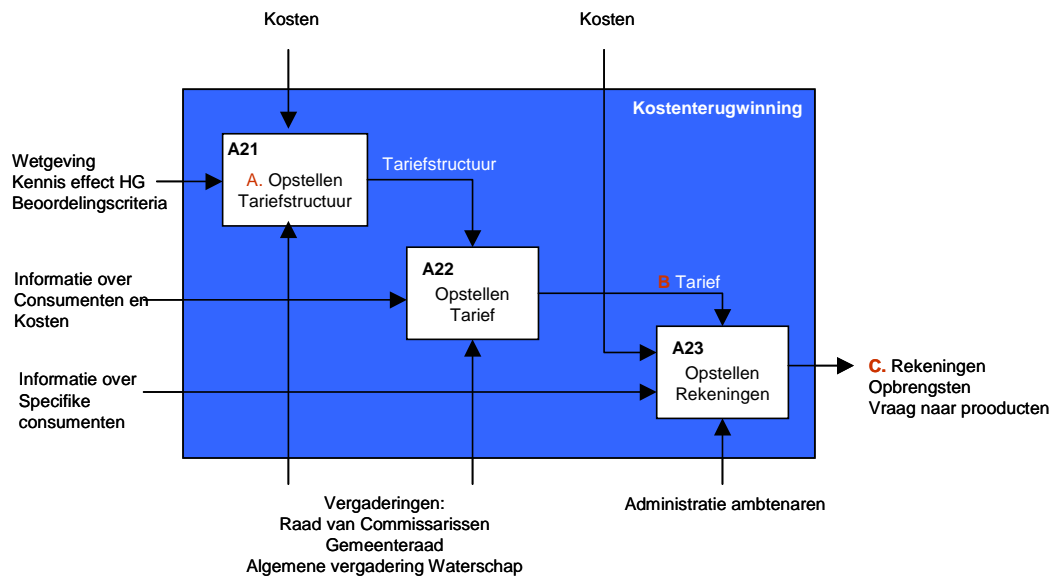 Kosten
Kosten
Kostenterugwinning
A21
A. Opstellen
Tariefstructuur
Tariefstructuur
Wetgeving
Kennis effect HG
Beoordelingscriteria
A22
Opstellen
Tarief
Informatie over
Consumenten en
Kosten
B Tarief
A23
Opstellen
Rekeningen
Informatie over
Specifike
consumenten
C. Rekeningen
Opbrengsten
Vraag naar prooducten
Vergaderingen:
Raad van Commissarissen
Gemeenteraad
Algemene vergadering Waterschap
Administratie ambtenaren